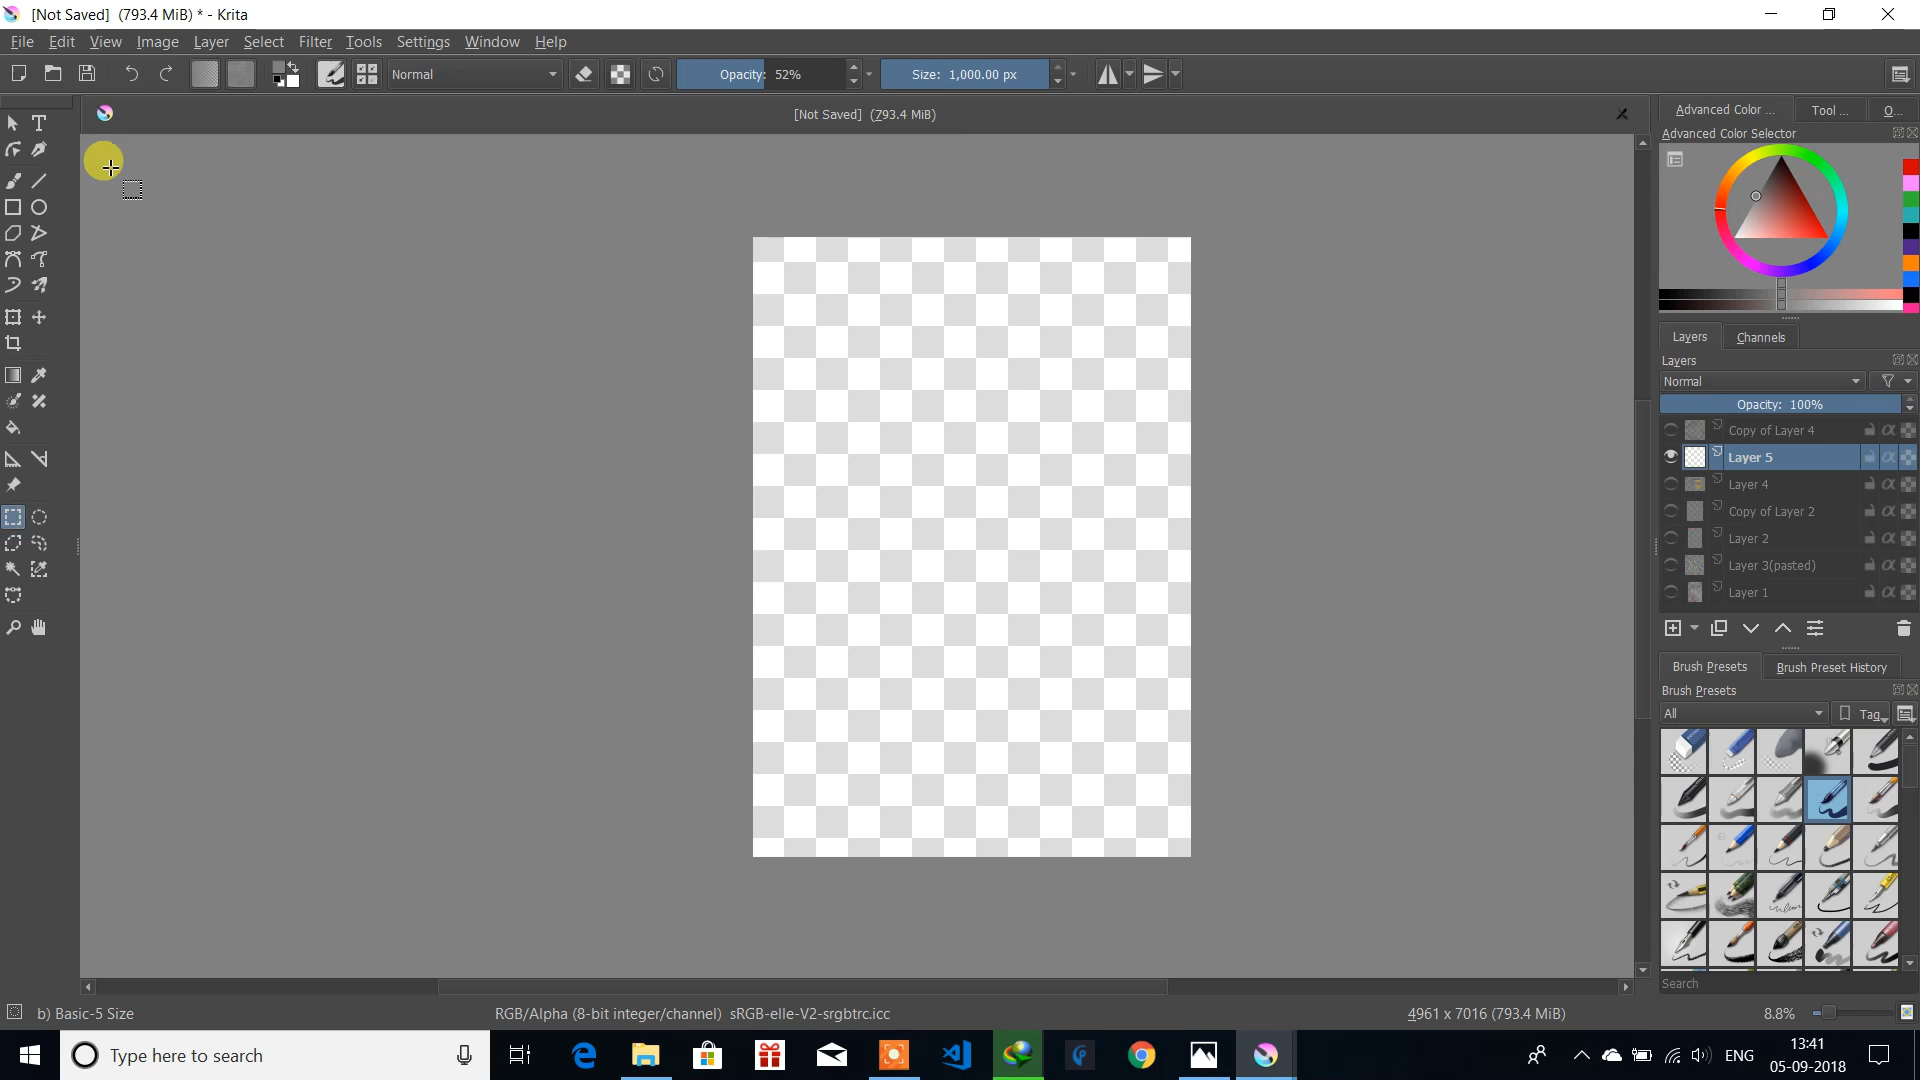 [Not Saved] (793.4 MiB) * - Krita
File Edit View Image Layer Select Filter Tools Settings Window Help
Normal Opacity: 52% Size: 1,000.00 px
[Not Saved] (793.4 MiB)
Advanced Color ... Tool ... O...
Advanced Color Selector
Layers Channels
Layers
Normal
Opacity: 100%
Copy of Layer 4
Layer 5
Layer 4
Copy of Layer 2
Layer 2
Layer 3(pasted)
Layer 1
Brush Presets Brush Preset History
Brush Presets
All Tag
Search
b) Basic-5 Size RGB/Alpha (8-bit integer/channel) sRGB-elle-V2-srgbtrc.icc 4961 x 7016 (793.4 MiB) 8.8%
Type here to search ENG 13:41
05-09-2018